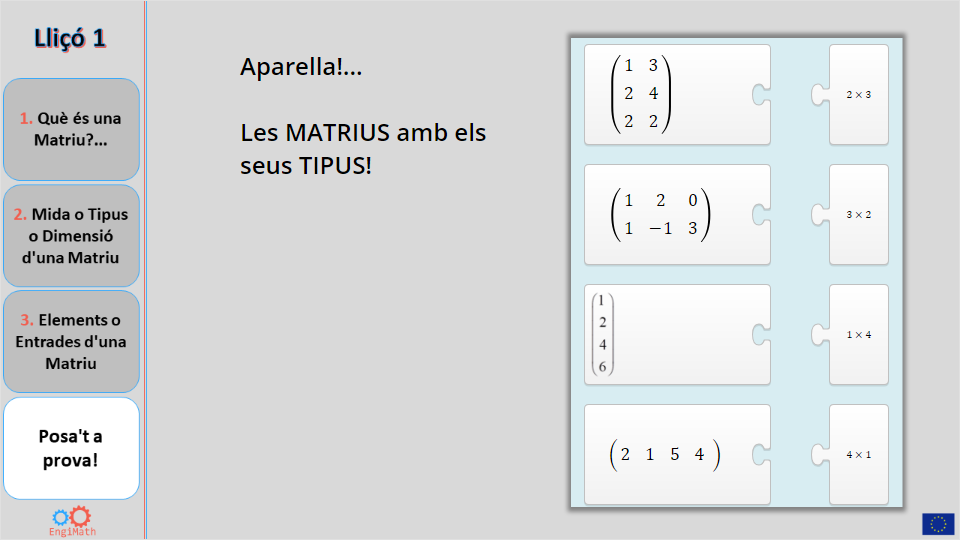 Lliçó 1
1. Què és una
Matriu?...
2. Mida o Tipus
o Dimensió
d'una Matriu
3. Elements o
Entrades d'una
Matriu
Posa't a
prova!
EngiMath
Aparella!...
Les MATRIUS amb els
seus TIPUS!
1 3
2 4
2 2
2 × 3
1 2 0
1 −1 3
3 × 2
1
2
4
6
1 × 4
( 2 1 5 4 )
4 × 1